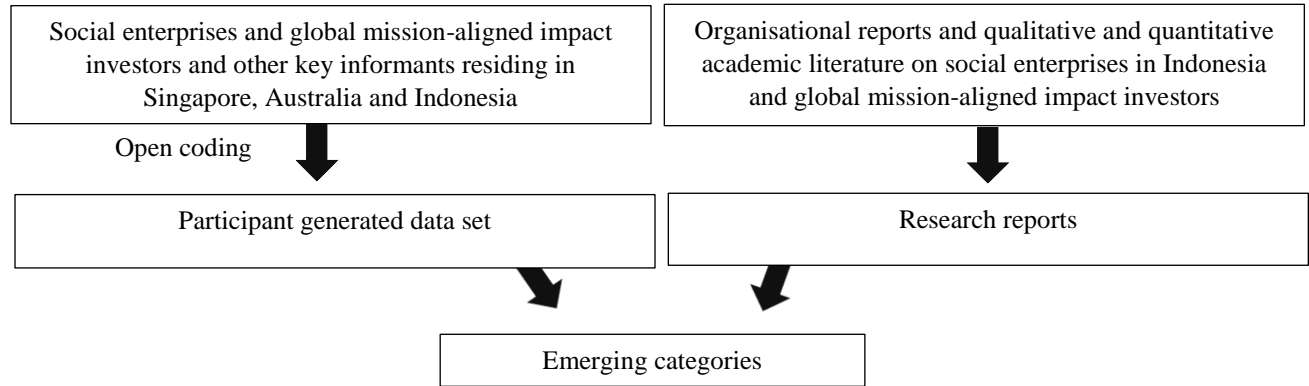 Social enterprises and global mission-aligned impact
investors and other key informants residing in
Singapore, Australia and Indonesia
Organisational reports and qualitative and quantitative
academic literature on social enterprises in Indonesia
and global mission-aligned impact investors
Open coding
Participant generated data set
Research reports
Emerging categories